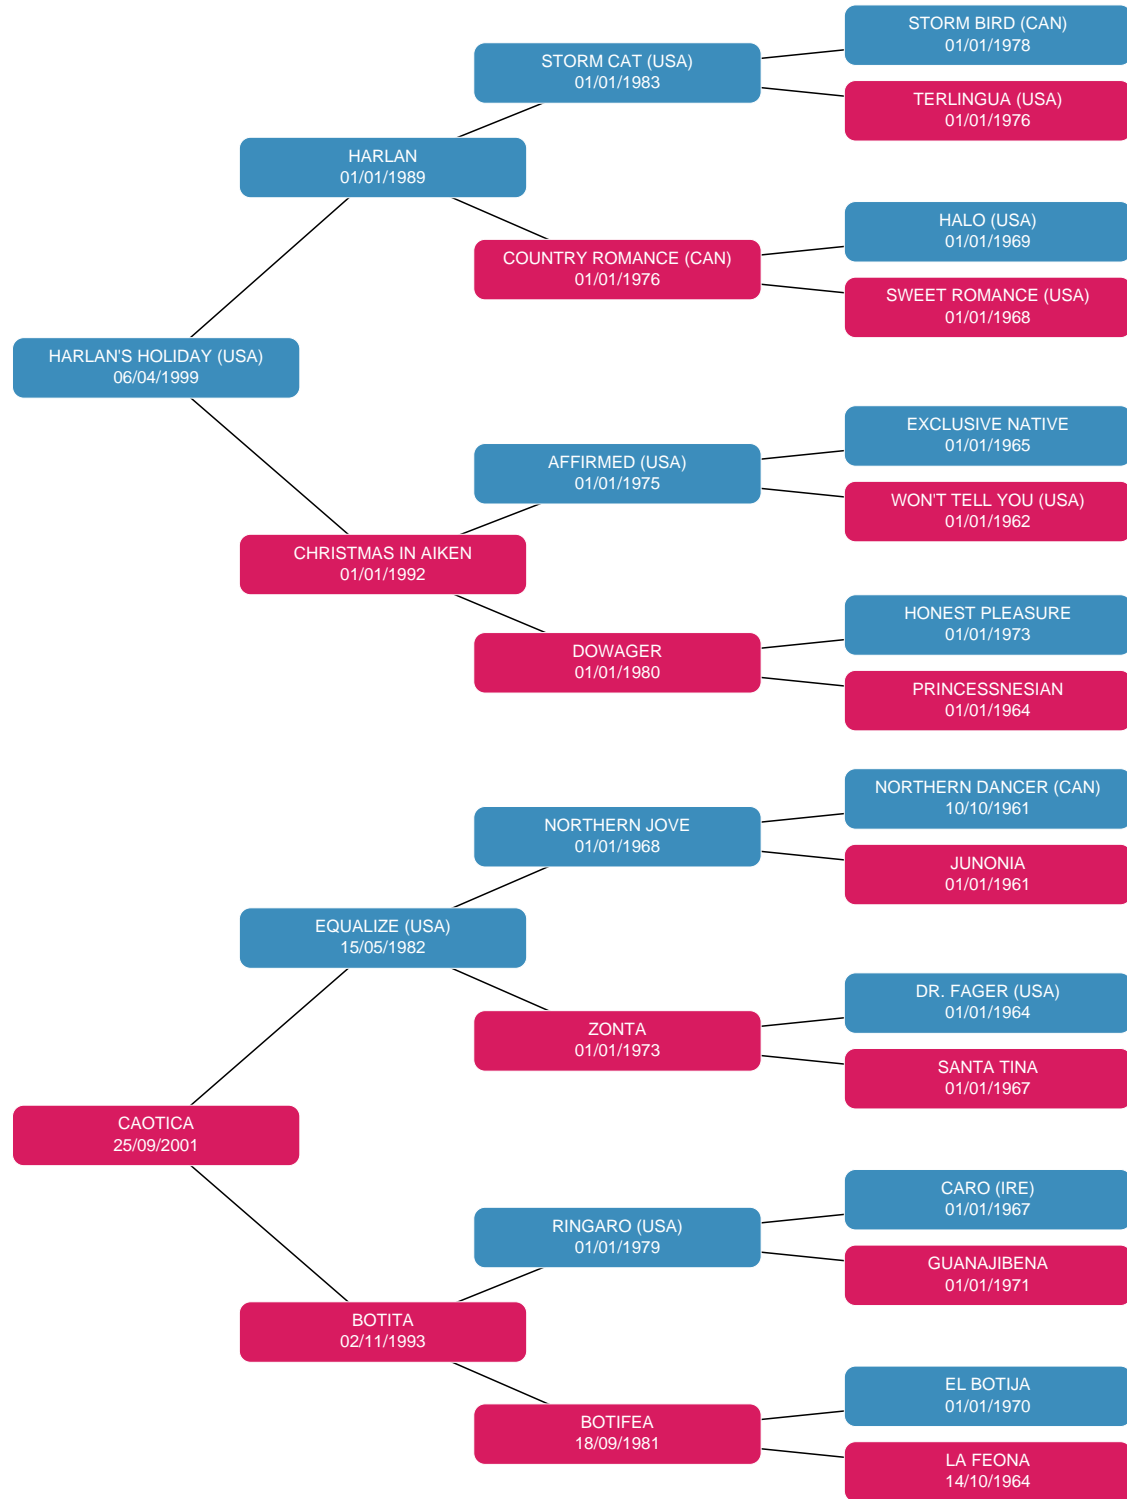 STORM BIRD (CAN)
01/01/1978
STORM CAT (USA)
01/01/1983
TERLINGUA (USA)
01/01/1976
HARLAN
01/01/1989
HALO (USA)
01/01/1969
COUNTRY ROMANCE (CAN)
01/01/1976
SWEET ROMANCE (USA)
01/01/1968
HARLAN'S HOLIDAY (USA)
06/04/1999
EXCLUSIVE NATIVE
01/01/1965
AFFIRMED (USA)
01/01/1975
WON'T TELL YOU (USA)
01/01/1962
CHRISTMAS IN AIKEN
01/01/1992
HONEST PLEASURE
01/01/1973
DOWAGER
01/01/1980
PRINCESSNESIAN
01/01/1964
NORTHERN DANCER (CAN)
10/10/1961
NORTHERN JOVE
01/01/1968
JUNONIA
01/01/1961
EQUALIZE (USA)
15/05/1982
DR. FAGER (USA)
01/01/1964
ZONTA
01/01/1973
SANTA TINA
01/01/1967
CAOTICA
25/09/2001
CARO (IRE)
01/01/1967
RINGARO (USA)
01/01/1979
GUANAJIBENA
01/01/1971
BOTITA
02/11/1993
EL BOTIJA
01/01/1970
BOTIFEA
18/09/1981
LA FEONA
14/10/1964